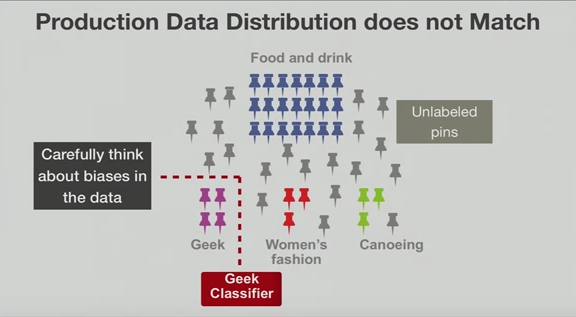 Production Data Distribution does not Match
Food and drink
Unlabeled
pins
Carefully think
about biases in
the data
Geek
Women's
fashion
Canoeing
Geek
Classifier